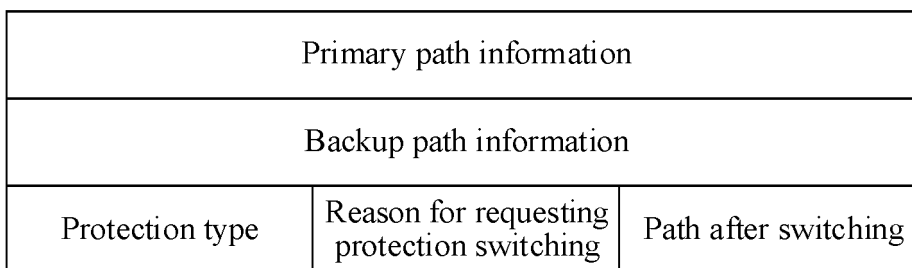 Primary path information
Backup path information
Protection type
Reason for requesting
protection switching
Path after switching